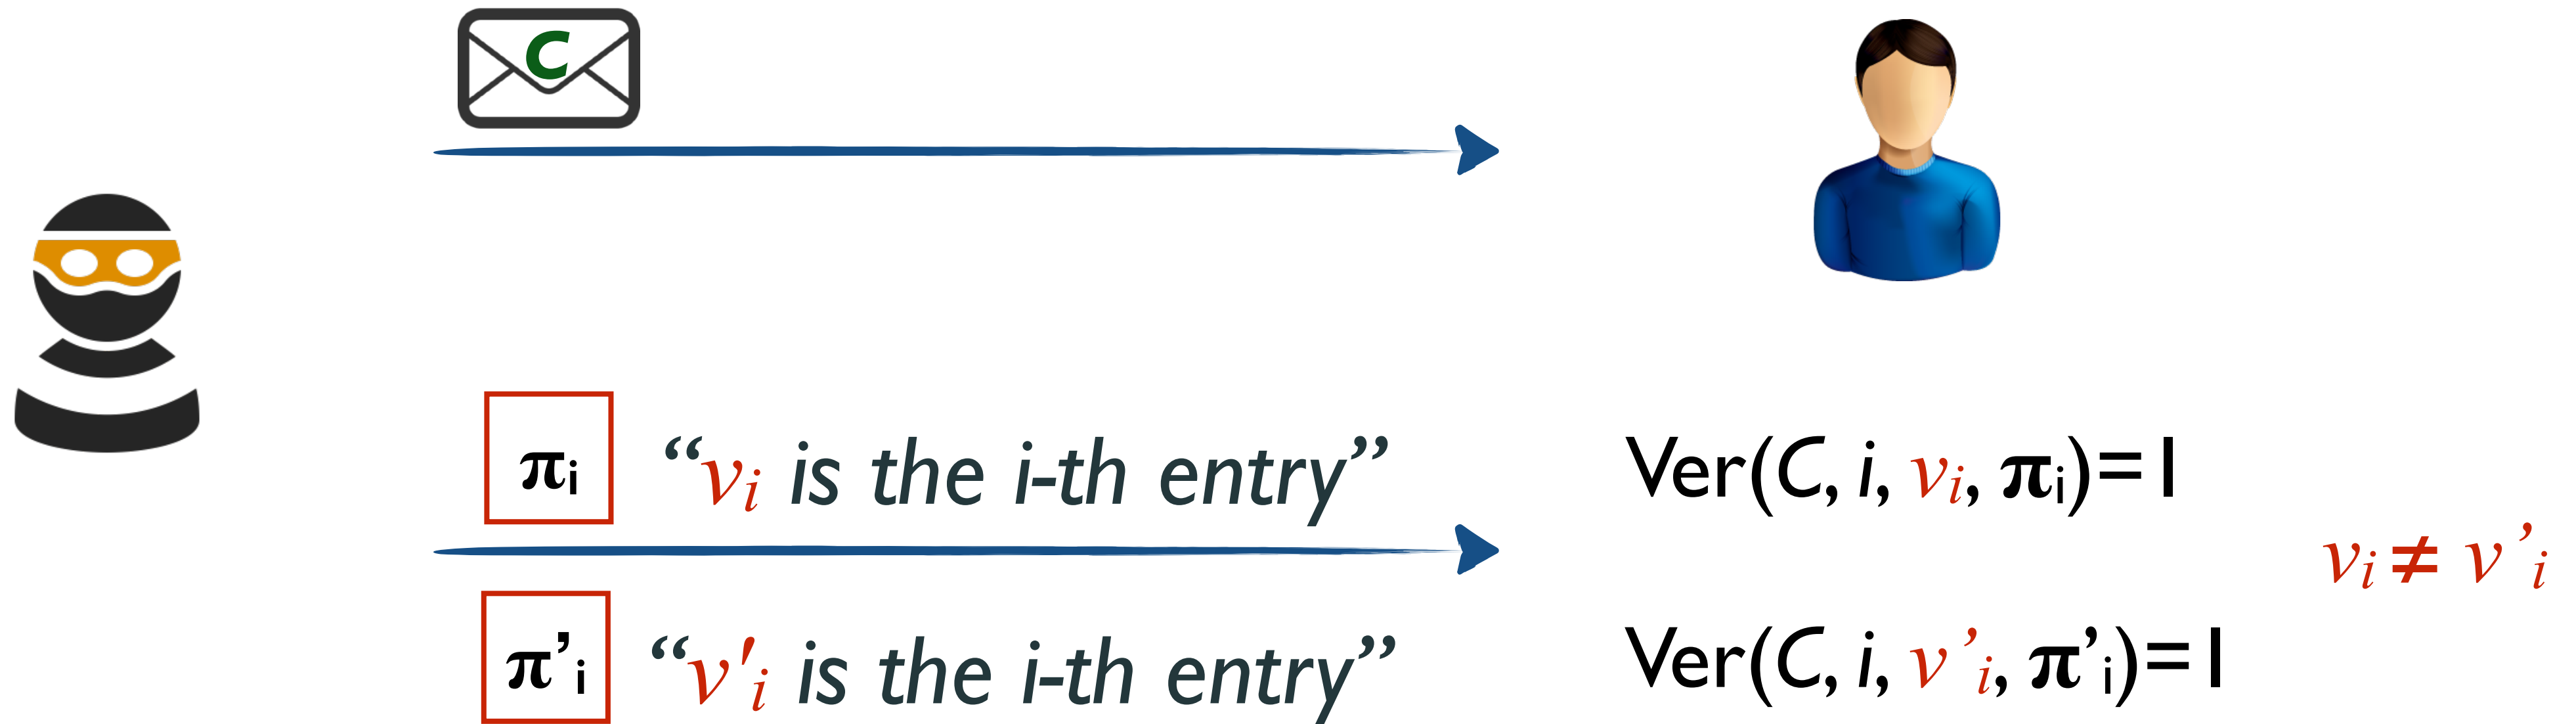 C
πᵢ “vᵢ is the i-th entry” Ver(C, i, vᵢ, πᵢ)=1
vᵢ ≠ v’ᵢ
π’ᵢ “v′ᵢ is the i-th entry” Ver(C, i, v’ᵢ, π’ᵢ)=1